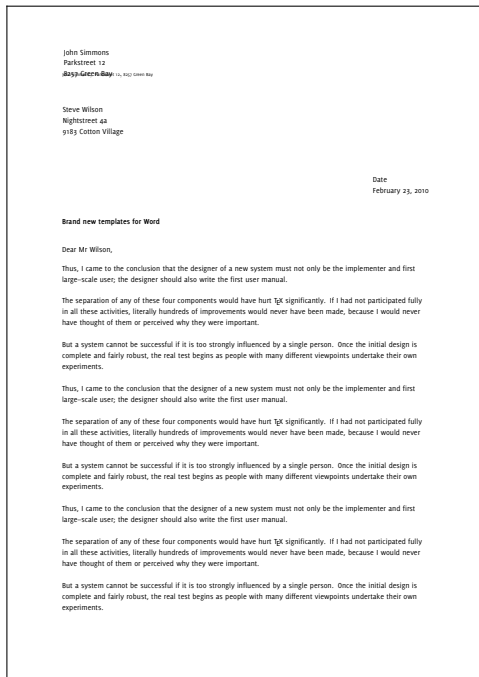 John Simmons
Parkstreet 12
8257 Green Bay
12, 8257 Green Bay
Steve Wilson
Nightstreet 4a
9183 Cotton Village
Date
February 23, 2010
Brand new templates for Word
Dear Mr Wilson,
Thus, I came to the conclusion that the designer of a new system must not only be the implementer and first
large-scale user; the designer should also write the first user manual.
The separation of any of these four components would have hurt TEX significantly. If I had not participated fully
in all these activities, literally hundreds of improvements would never have been made, because I would never
have thought of them or perceived why they were important.
But a system cannot be successful if it is too strongly influenced by a single person. Once the initial design is
complete and fairly robust, the real test begins as people with many different viewpoints undertake their own
experiments.
Thus, I came to the conclusion that the designer of a new system must not only be the implementer and first
large-scale user; the designer should also write the first user manual.
The separation of any of these four components would have hurt TEX significantly. If I had not participated fully
in all these activities, literally hundreds of improvements would never have been made, because I would never
have thought of them or perceived why they were important.
But a system cannot be successful if it is too strongly influenced by a single person. Once the initial design is
complete and fairly robust, the real test begins as people with many different viewpoints undertake their own
experiments.
Thus, I came to the conclusion that the designer of a new system must not only be the implementer and first
large-scale user; the designer should also write the first user manual.
The separation of any of these four components would have hurt TEX significantly. If I had not participated fully
in all these activities, literally hundreds of improvements would never have been made, because I would never
have thought of them or perceived why they were important.
But a system cannot be successful if it is too strongly influenced by a single person. Once the initial design is
complete and fairly robust, the real test begins as people with many different viewpoints undertake their own
experiments.